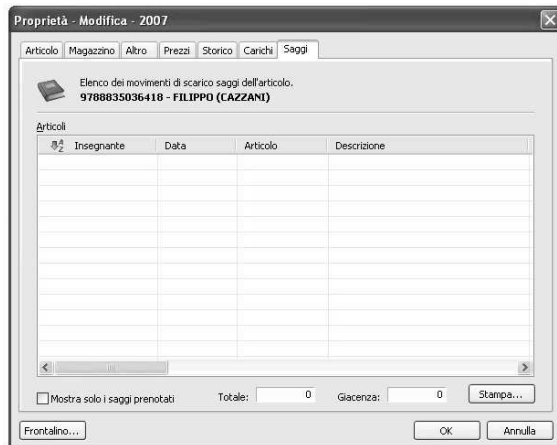 Proprietà - Modifica - 2007
Articolo Magazzino Altro Prezzi Storico Carichi Saggi
Elenco dei movimenti di scarico saggi dell'articolo.
9788835036418 - FILIPPO (CAZZANI)
Articoli
Insegnante Data Articolo Descrizione
Mostra solo i saggi prenotati Totale: 0 Giacenza: 0 Stampa...
Frontalino... OK Annulla